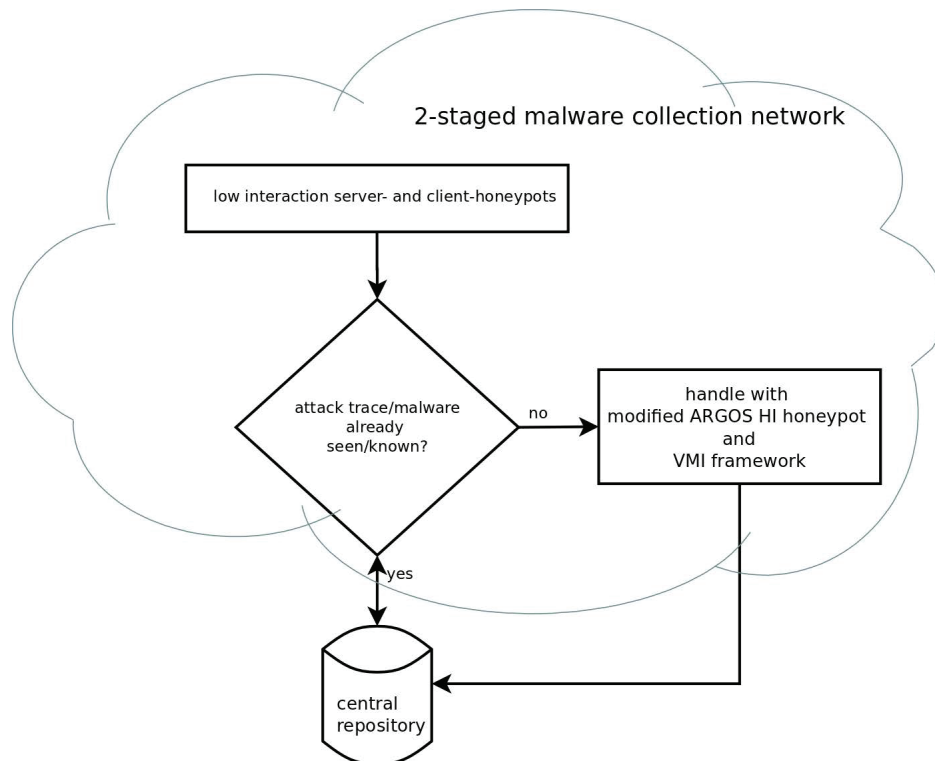 2-staged malware collection network
low interaction server- and client-honeypots
attack trace/malware
already
seen/known?
no
handle with
modified ARGOS HI honeypot
and
VMI framework
yes
central
repository